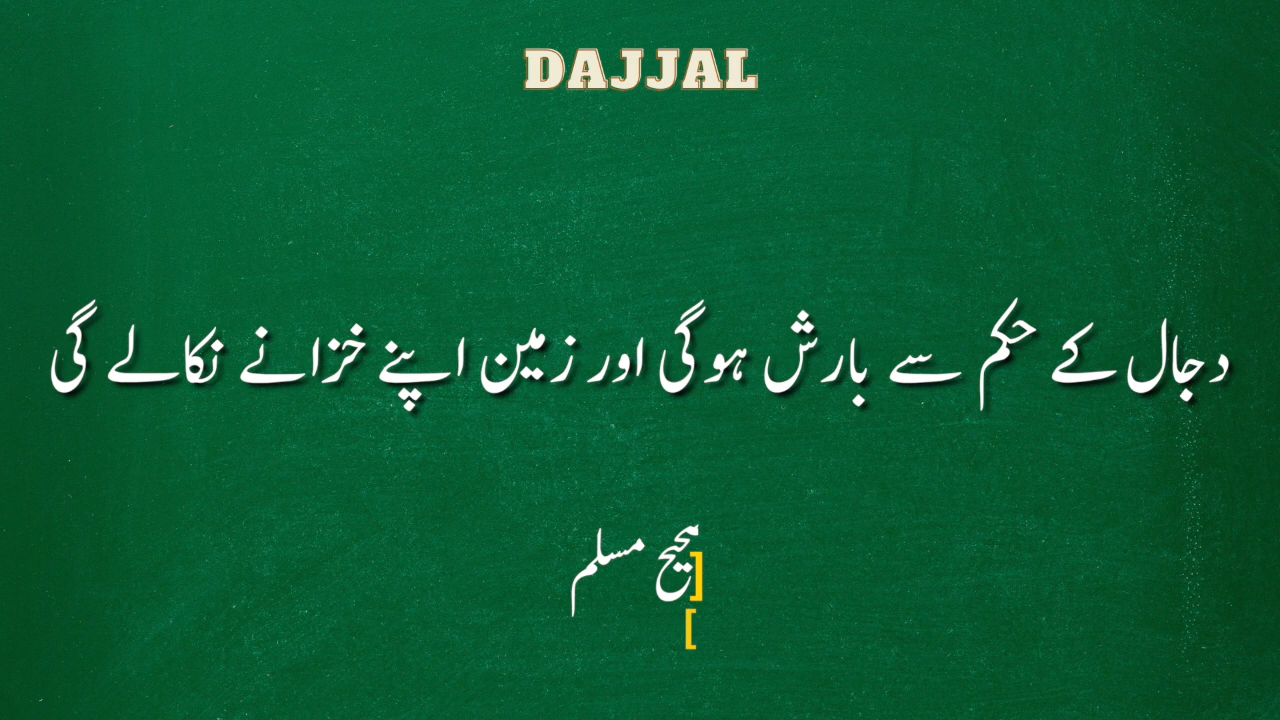 DAJJAL
دجال کے حکم سے بارش ہوگی اور زمین اپنے خزانے نکالے گی
صحیح مسلم
[
]